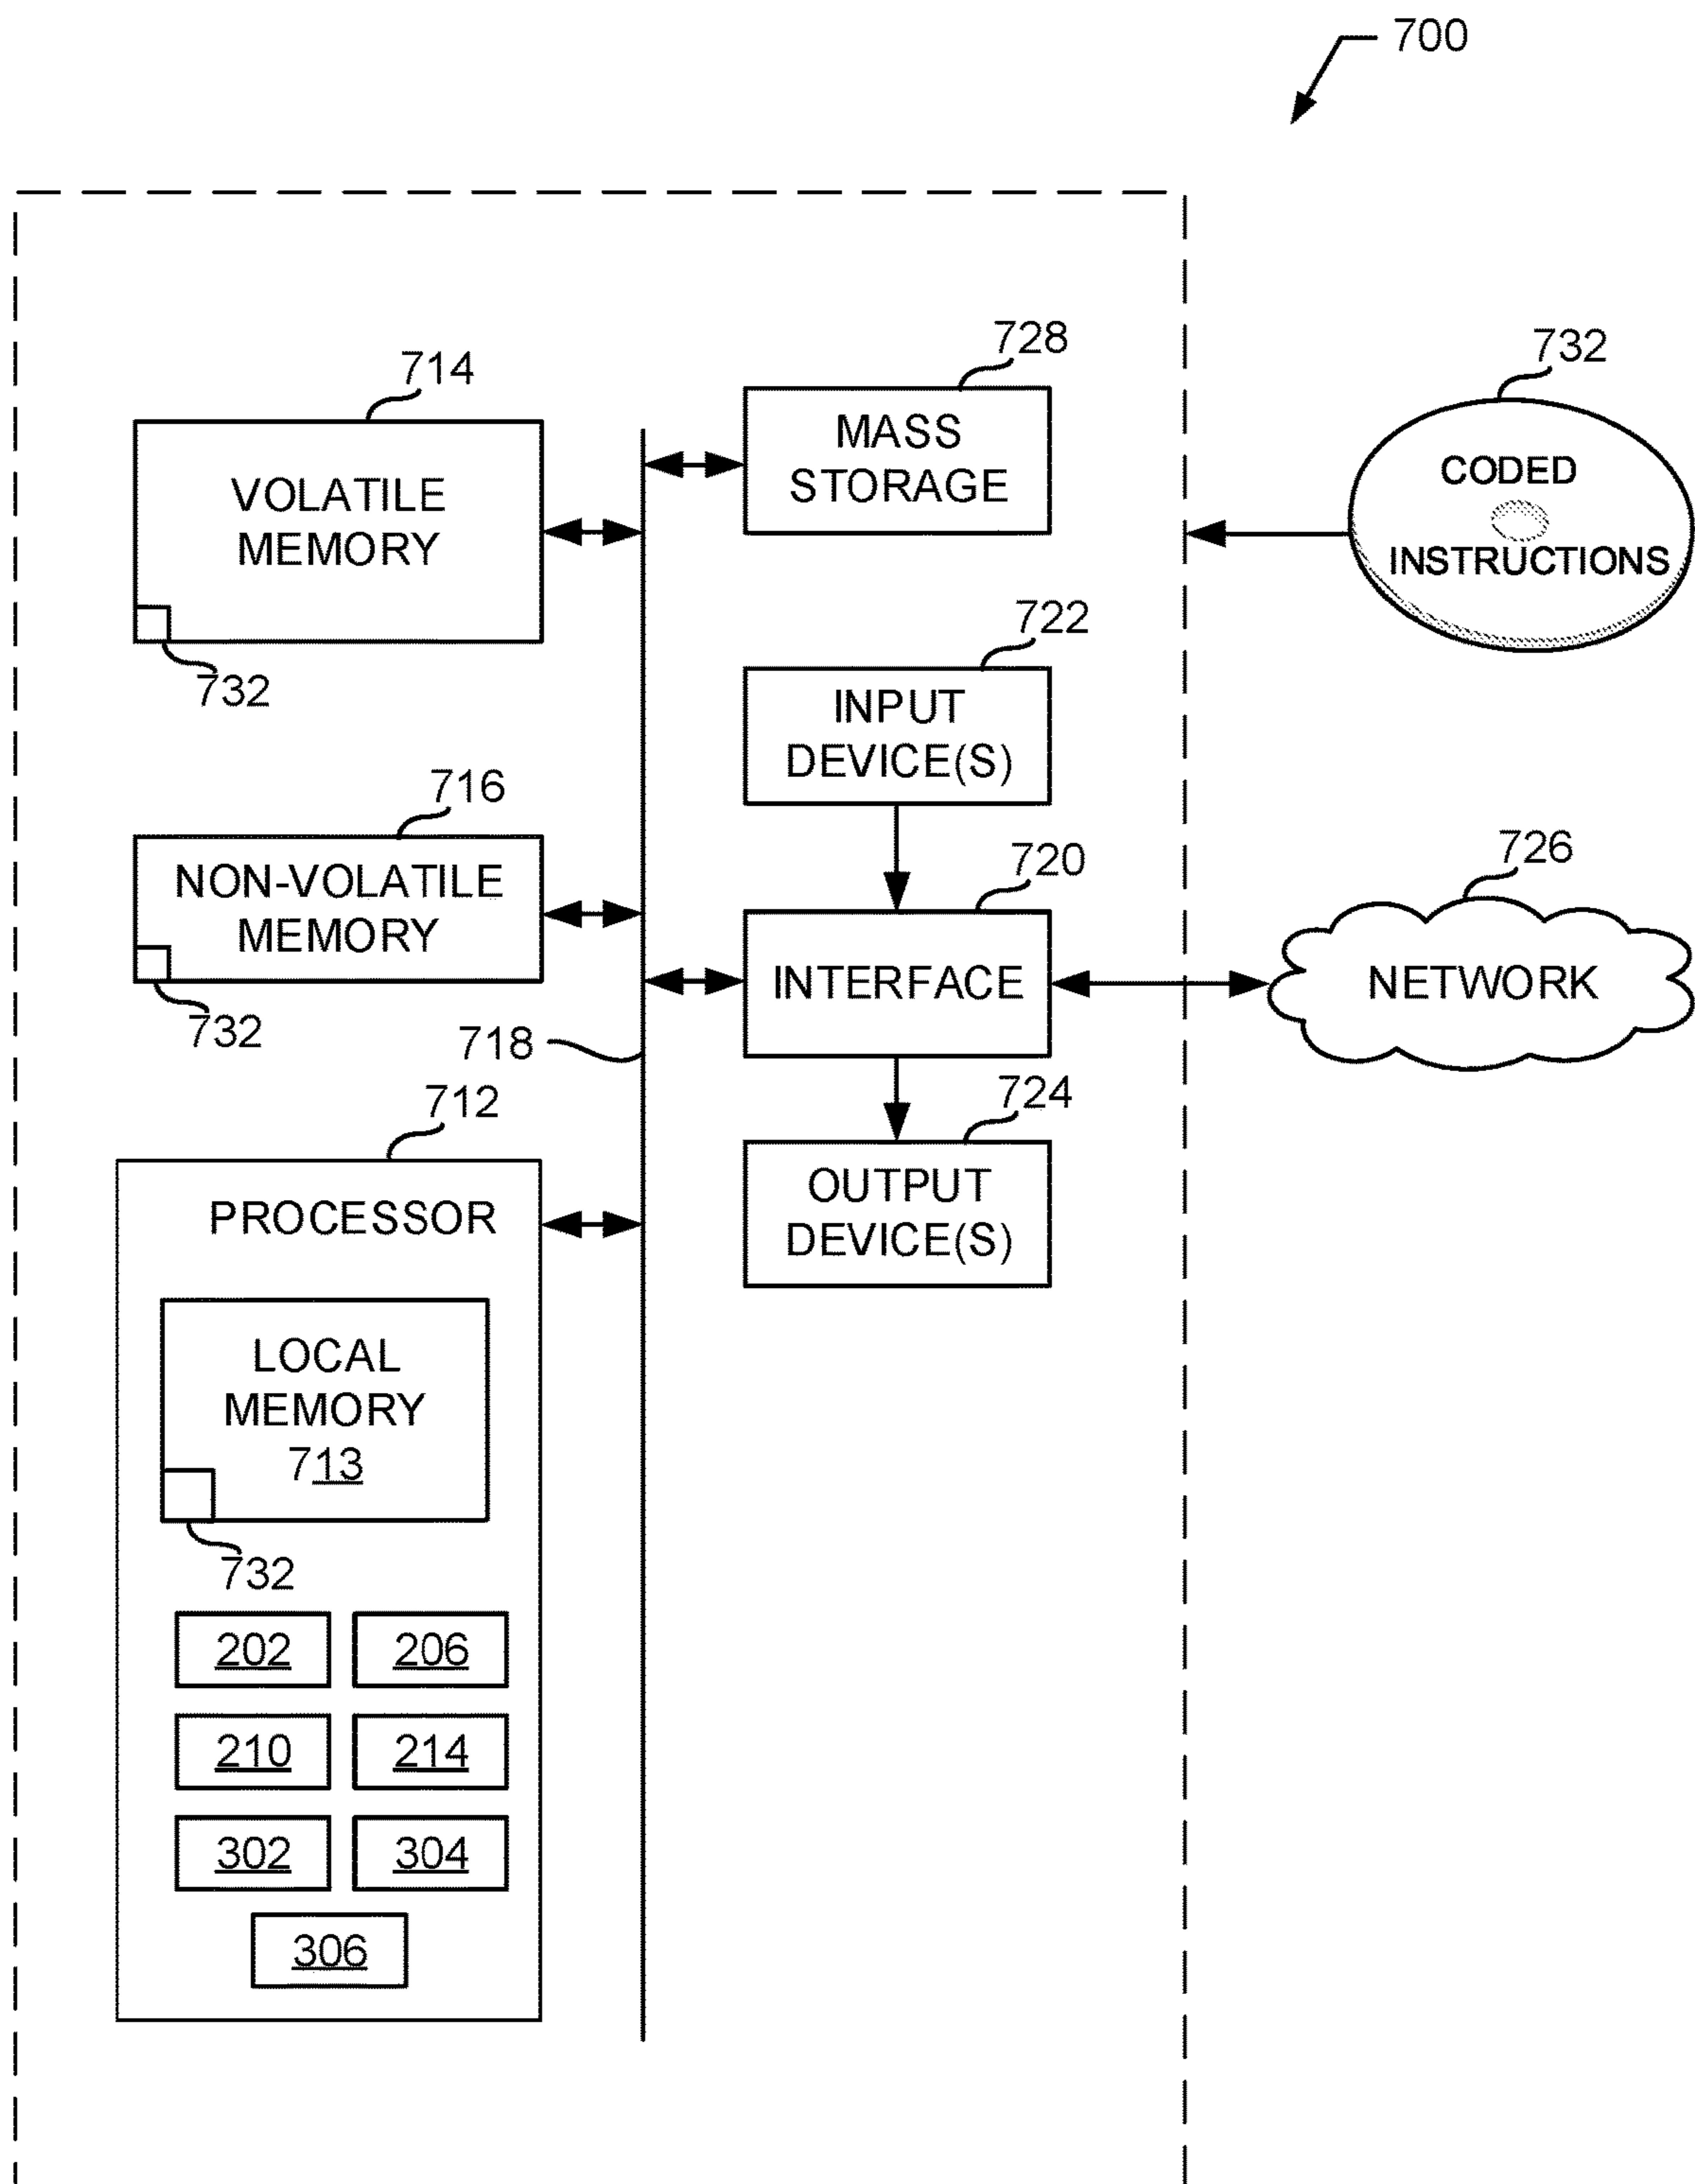 700
728
732
714
MASS
STORAGE
CODED
INSTRUCTIONS
VOLATILE
MEMORY
732
722
INPUT
DEVICE(S)
716
720
726
NON-VOLATILE
MEMORY
732
INTERFACE
NETWORK
718
712
724
PROCESSOR
OUTPUT
DEVICE(S)
LOCAL
MEMORY
713
732
202 206
210 214
302 304
306